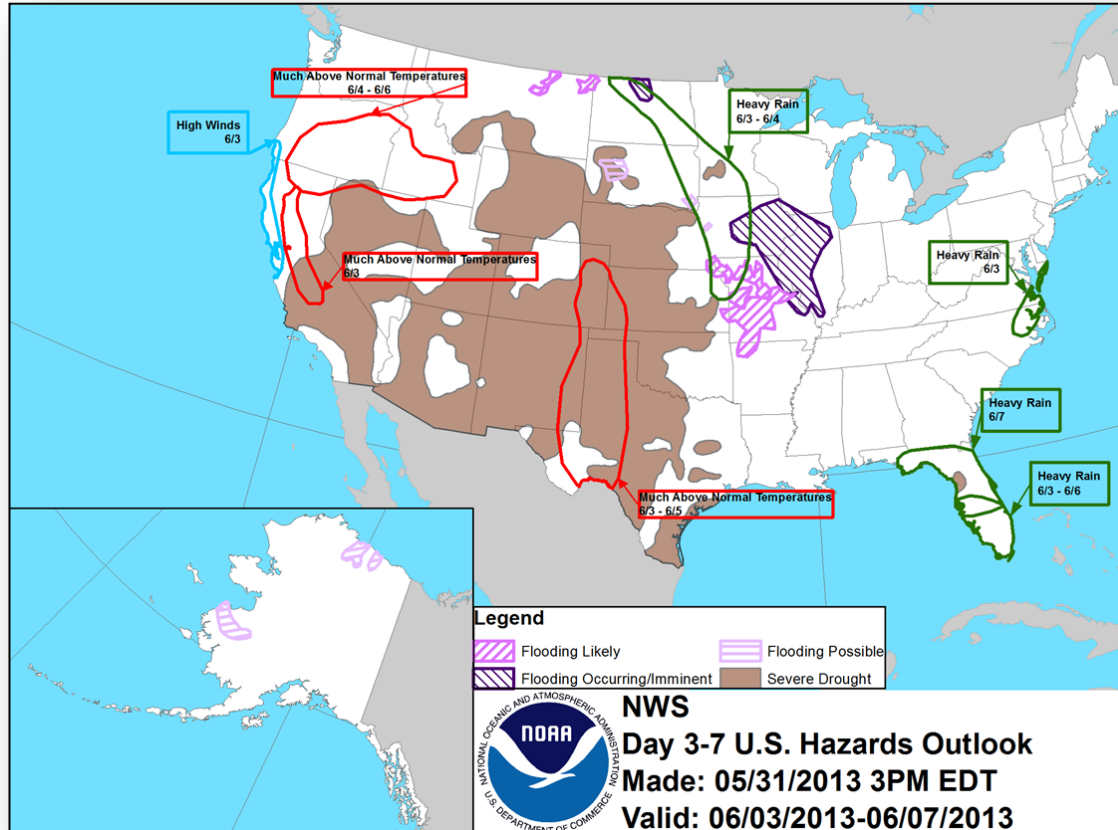 Much Above Normal Temperatures
6/4 - 6/6
High Winds
6/3
Heavy Rain
6/3 - 6/4
Much Above Normal Temperatures
6/3
Heavy Rain
6/3
Heavy Rain
6/7
Heavy Rain
6/3 - 6/6
Much Above Normal Temperatures
6/3 - 6/5
Legend
Flooding Likely
Flooding Possible
Flooding Occurring/Imminent
Severe Drought
NATIONAL OCEANIC AND ATMOSPHERIC ADMINISTRATION
NOAA
U.S. DEPARTMENT OF COMMERCE
NWS
Day 3-7 U.S. Hazards Outlook
Made: 05/31/2013 3PM EDT
Valid: 06/03/2013-06/07/2013